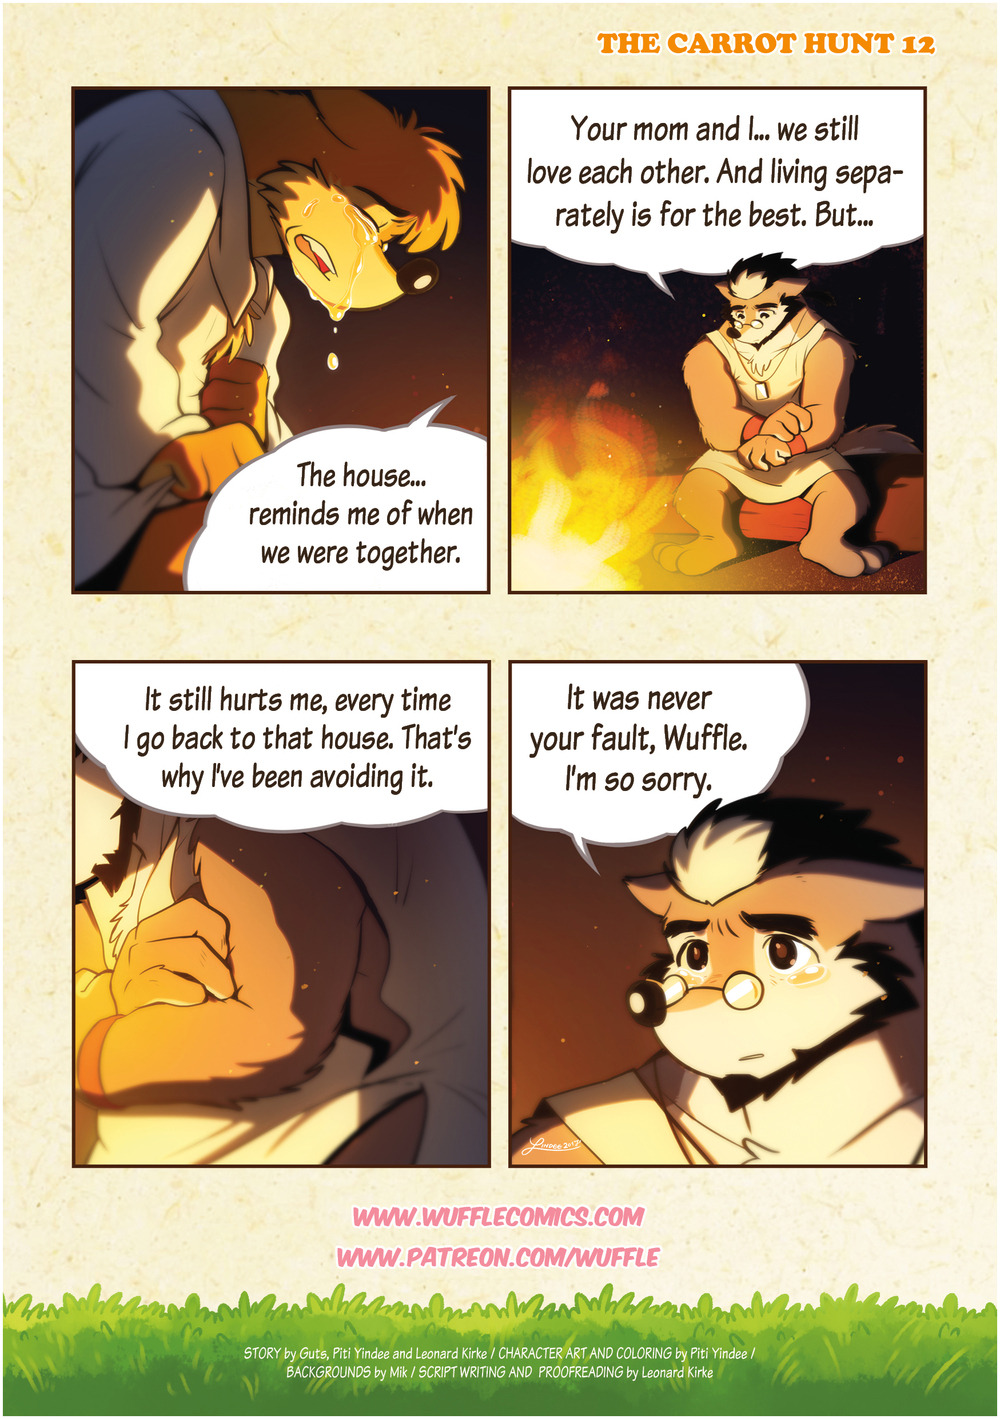 THE CARROT HUNT 12
The house...
reminds me of when
we were together.
Your mom and I... we still
love each other. And living sepa-
rately is for the best. But...
It still hurts me, every time
I go back to that house. That's
why I've been avoiding it.
It was never
your fault, Wuffle.
I'm so sorry.
YINDEE 2017
WWW.WUFFLECOMICS.COM
WWW.PATREON.COM/WUFFLE
STORY by Guts, Piti Yindee and Leonard Kirke / CHARACTER ART AND COLORING by Piti Yindee /
BACKGROUNDS by Mik / SCRIPT WRITING AND PROOFREADING by Leonard Kirke